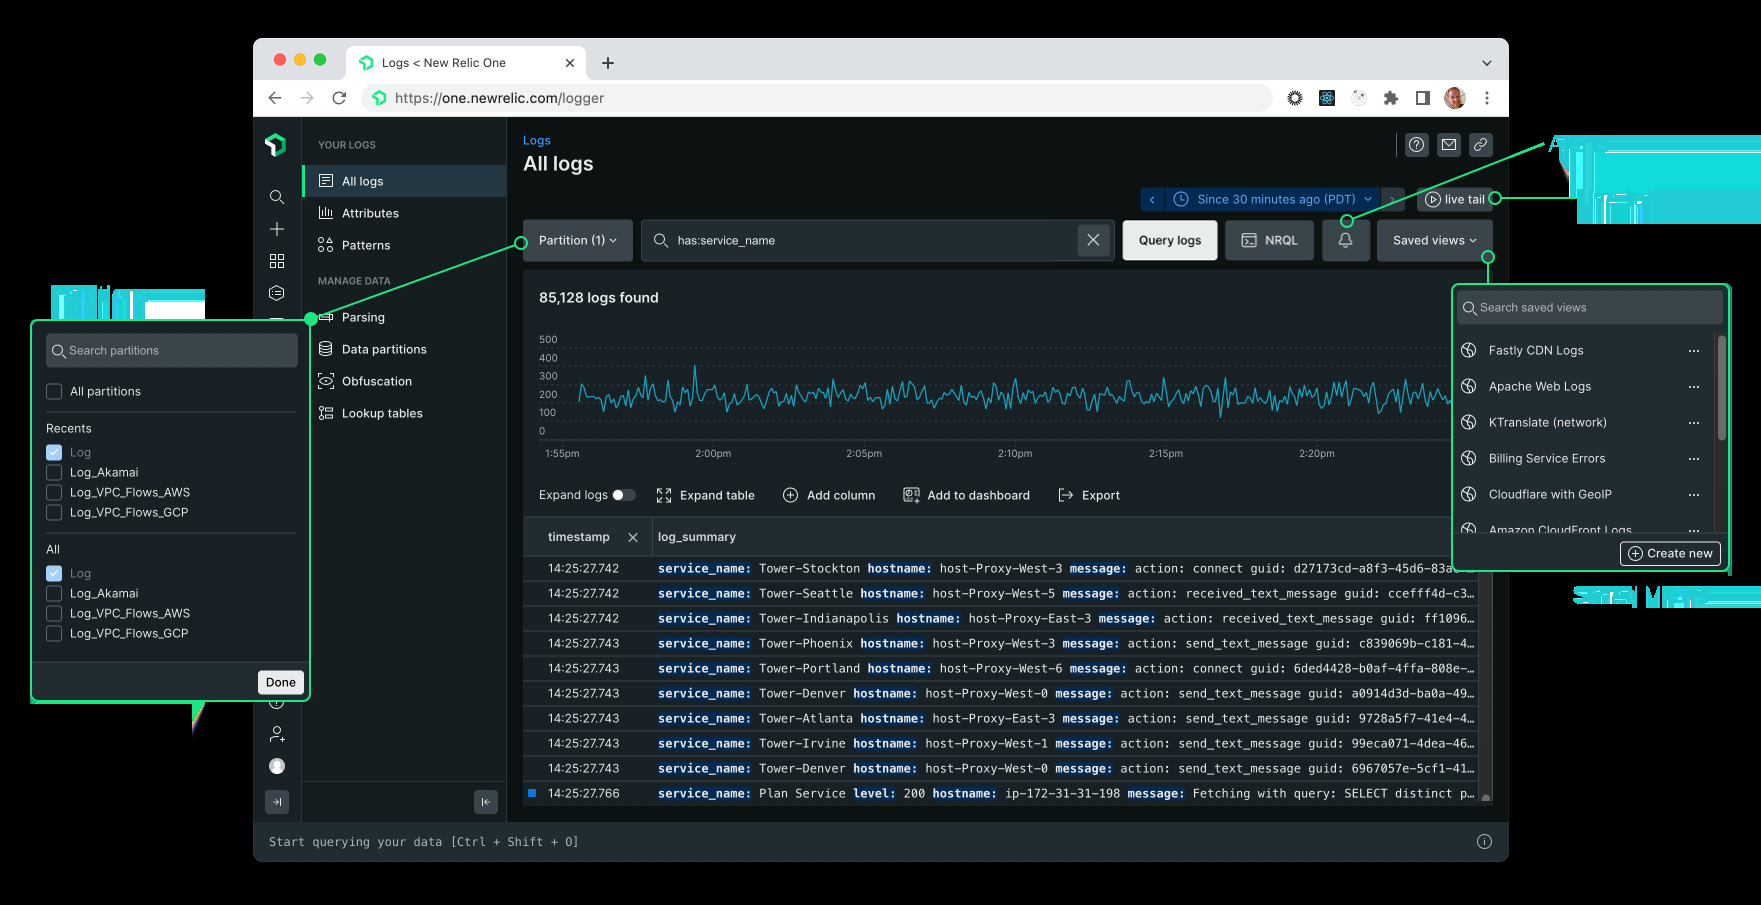 Logs < New Relic One
https://one.newrelic.com/logger
YOUR LOGS
All logs
Attributes
Patterns
MANAGE DATA
Parsing
Data partitions
Obfuscation
Lookup tables
Logs
All logs
Since 30 minutes ago (PDT)
live tail
Partition (1)
has:service_name
Query logs
NRQL
Saved views
85,128 logs found
500
400
300
200
100
0
1:55pm 2:00pm 2:05pm 2:10pm 2:15pm 2:20pm
Expand logs Expand table Add column Add to dashboard Export
timestamp log_summary
14:25:27.742 service_name: Tower-Stockton hostname: host-Proxy-West-3 message: action: connect guid: d27173cd-a8f3-45d6-83a
14:25:27.742 service_name: Tower-Seattle hostname: host-Proxy-West-5 message: action: received_text_message guid: ccefff4d-c3…
14:25:27.742 service_name: Tower-Indianapolis hostname: host-Proxy-East-3 message: action: received_text_message guid: ff1096…
14:25:27.743 service_name: Tower-Phoenix hostname: host-Proxy-West-3 message: action: send_text_message guid: c839069b-c181-4…
14:25:27.742 service_name: Tower-Portland hostname: host-Proxy-West-6 message: action: connect guid: 6ded4428-b0af-4ffa-808e-…
14:25:27.743 service_name: Tower-Denver hostname: host-Proxy-West-0 message: action: send_text_message guid: a0914d3d-ba0a-49…
14:25:27.743 service_name: Tower-Atlanta hostname: host-Proxy-East-3 message: action: send_text_message guid: 9728a5f7-41e4-4…
14:25:27.743 service_name: Tower-Irvine hostname: host-Proxy-West-1 message: action: send_text_message guid: 99eca071-4dea-46…
14:25:27.743 service_name: Tower-Denver hostname: host-Proxy-West-0 message: action: send_text_message guid: 6967057e-5cf1-41…
14:25:27.766 service_name: Plan Service level: 200 hostname: ip-172-31-31-198 message: Fetching with query: SELECT distinct p…
Start querying your data [Ctrl + Shift + O]
Search partitions
All partitions
Recents
Log
Log_Akamai
Log_VPC_Flows_AWS
Log_VPC_Flows_GCP
All
Log
Log_Akamai
Log_VPC_Flows_AWS
Log_VPC_Flows_GCP
Done
Search saved views
Fastly CDN Logs
Apache Web Logs
KTranslate (network)
Billing Service Errors
Cloudflare with GeoIP
Amazon CloudFront Logs
Create new